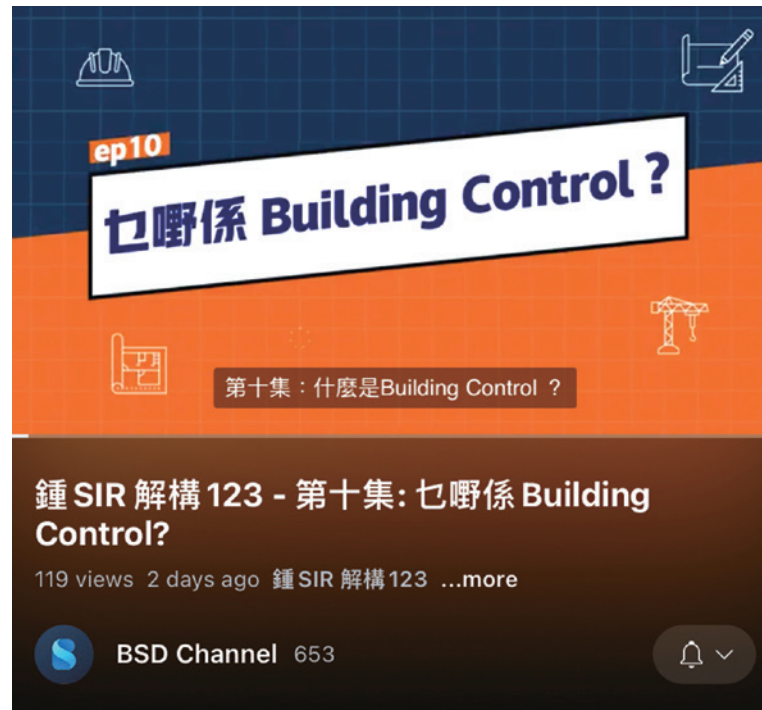 ep10
乜嘢係 Building Control ?
第十集：什麼是Building Control ？
鍾 SIR 解構 123 - 第十集: 乜嘢係 Building
Control?
119 views 2 days ago 鍾 SIR 解構 123 ...more
BSD Channel 653